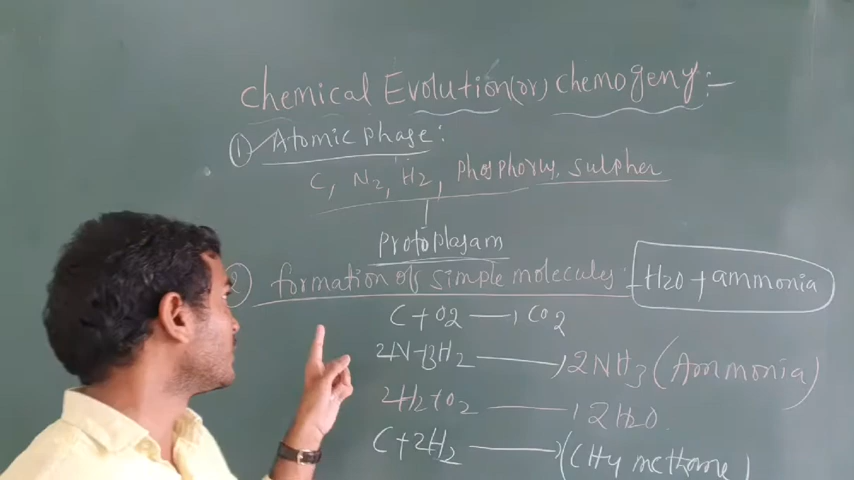 Chemical Evolution (or) Chemogeny:-
① Atomic phase:
C, N2, H2, phosphorus, sulpher
Protoplasam
② formation of simple molecules: H2O + ammonia
C + O2 → CO2
2N + 3H2 → 2NH3 (Ammonia)
2H2 + O2 → 2H2O
C + 2H2 → (CH4 methane)